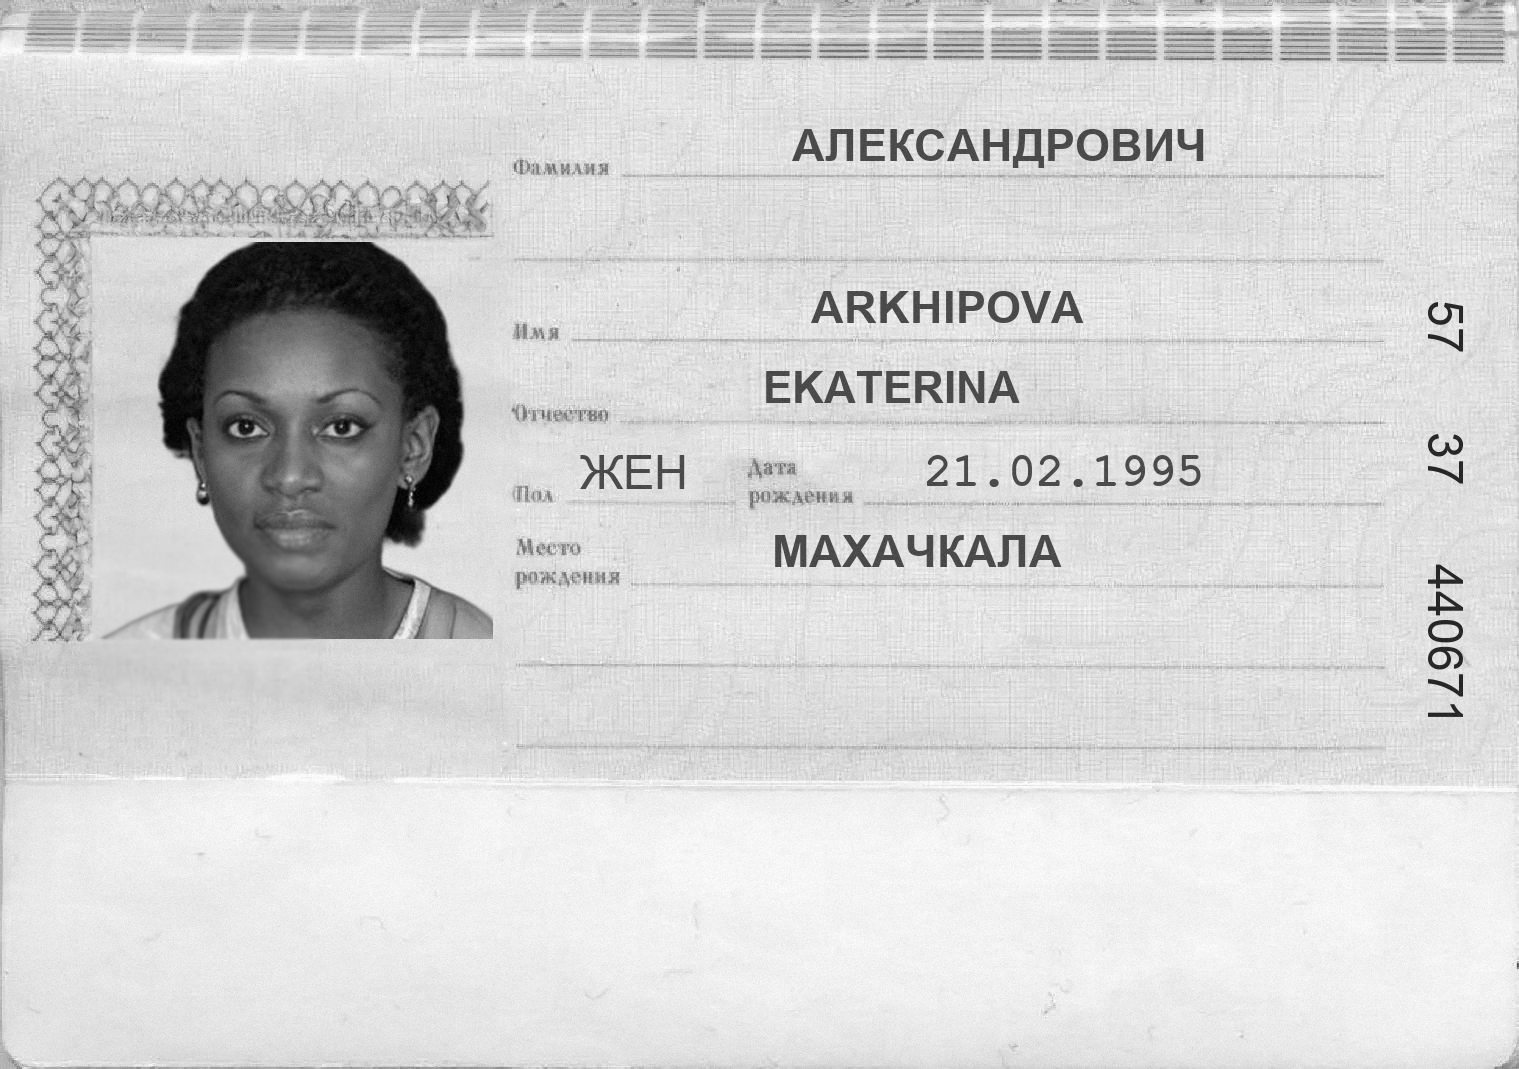 Фамилия АЛЕКСАНДРОВИЧ
Имя ARKHIPOVA
Отчество EKATERINA
Пол ЖЕН Дата рождения 21.02.1995
Место рождения МАХАЧКАЛА
57 37 440671